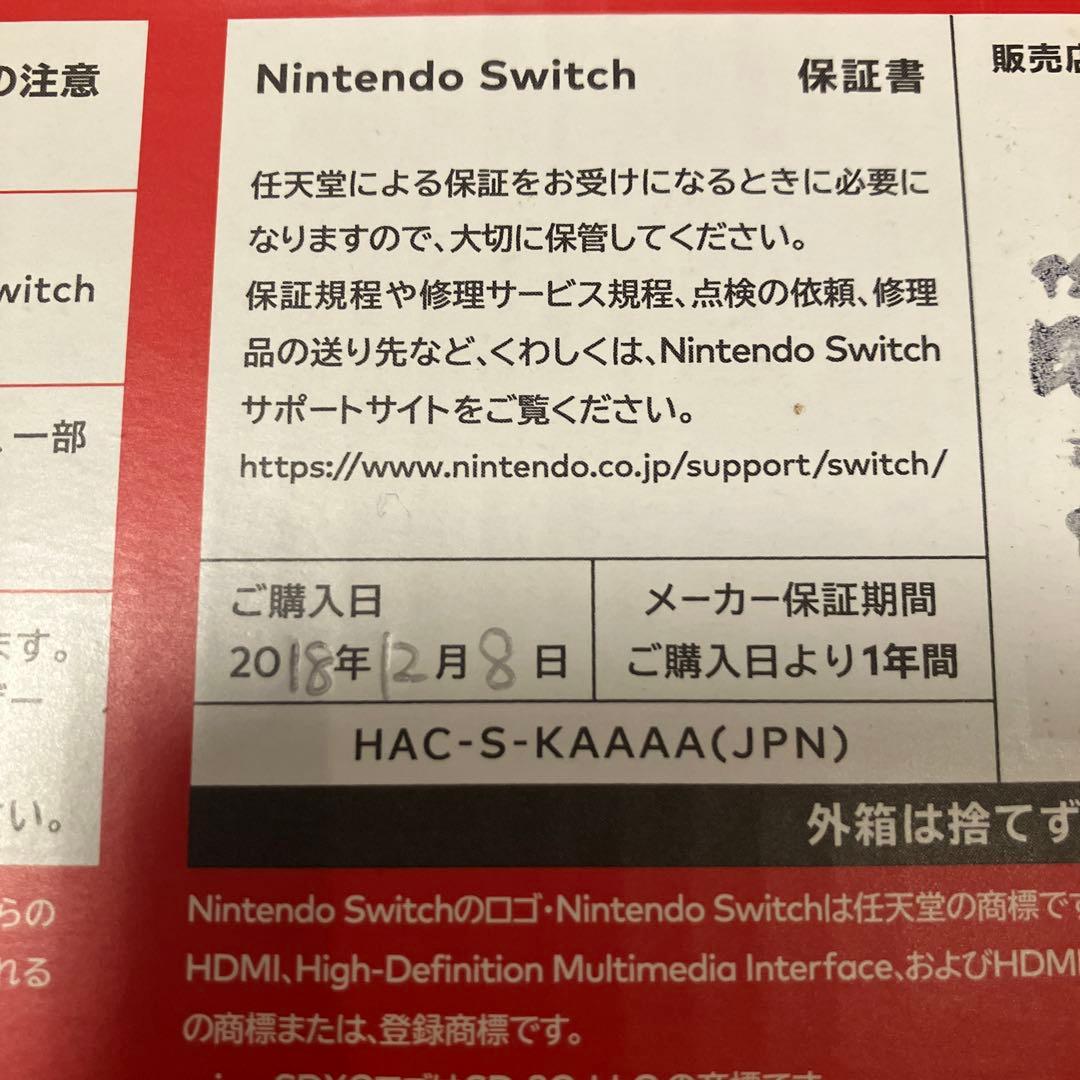 の注意
witch
一部
ます。
デー
さい。
らの
れる
Nintendo Switch 保証書
任天堂による保証をお受けになるときに必要に
なりますので、大切に保管してください。
保証規程や修理サービス規程、点検の依頼、修理
品の送り先など、くわしくは、Nintendo Switch
サポートサイトをご覧ください。
https://www.nintendo.co.jp/support/switch/
ご購入日
2018年12月8日
メーカー保証期間
ご購入日より1年間
HAC-S-KAAAA(JPN)
販売店
外箱は捨てず
Nintendo Switchのロゴ・Nintendo Switchは任天堂の商標です
HDMI、High-Definition Multimedia Interface、およびHDMI
の商標または、登録商標です。